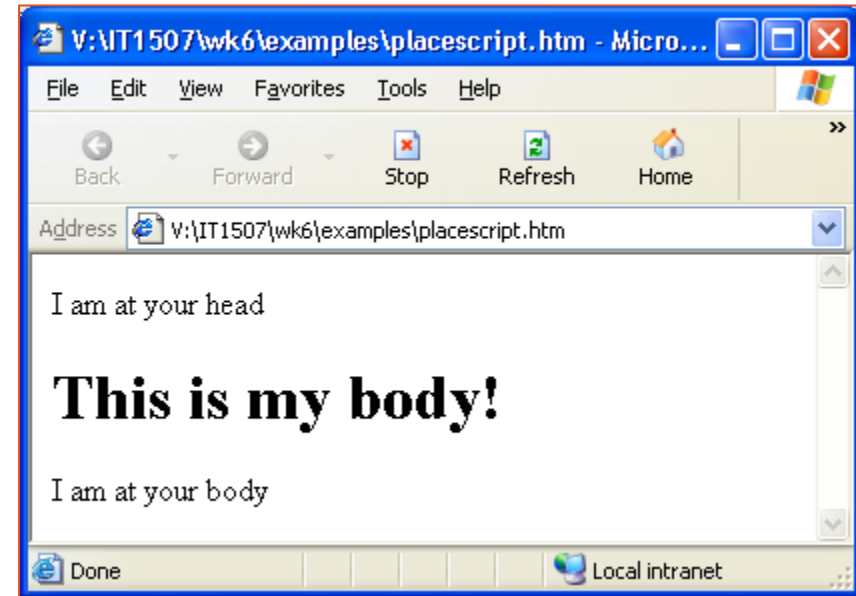 V:\IT1507\wk6\examples\placescript.htm - Micro...
File Edit View Favorites Tools Help
»
Back Forward Stop Refresh Home
Address V:\IT1507\wk6\examples\placescript.htm
I am at your head
This is my body!
I am at your body
Done Local intranet